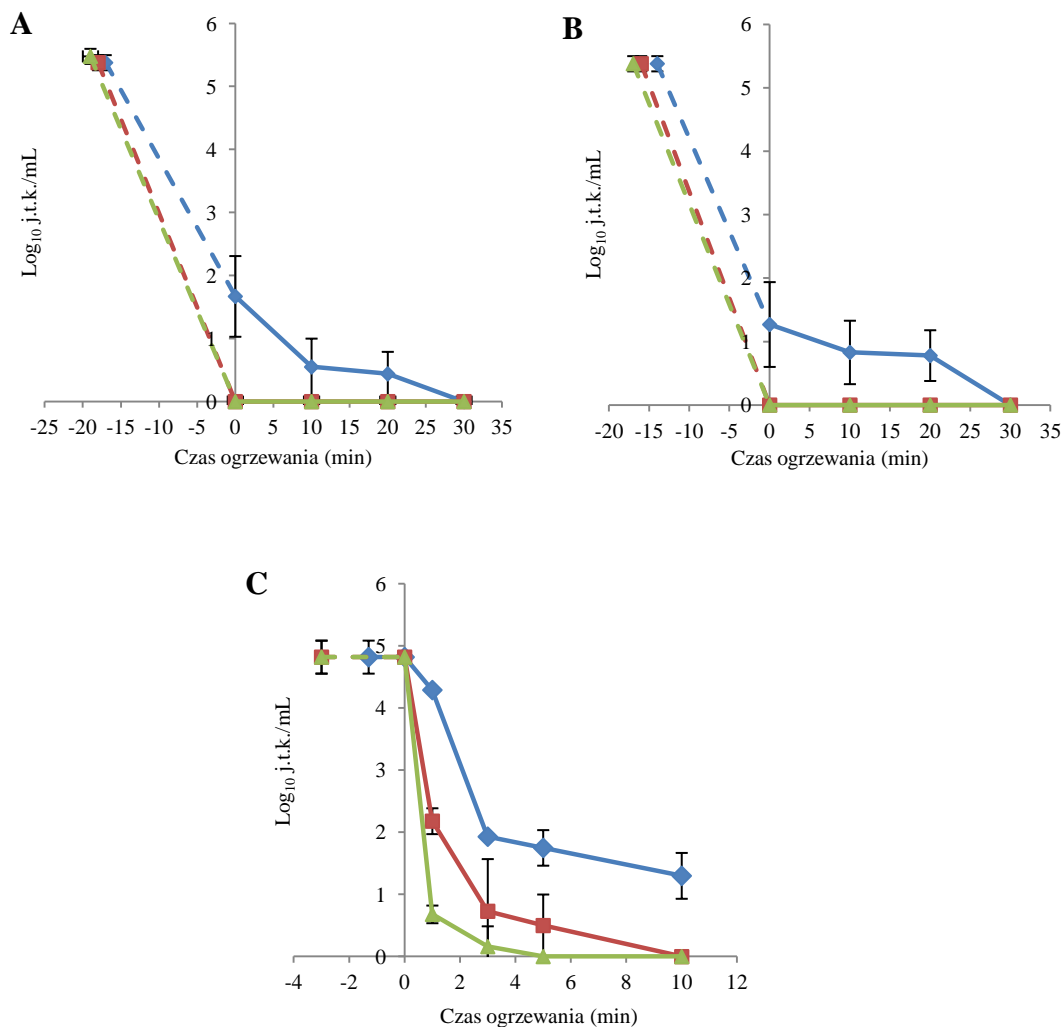 A
6
5
4
3
2
1
0
Log10 j.t.k./mL
-25 -20 -15 -10 -5 0 5 10 15 20 25 30 35
Czas ogrzewania (min)
B
6
5
4
3
2
1
0
Log10 j.t.k./mL
-20 -15 -10 -5 0 5 10 15 20 25 30 35
Czas ogrzewania (min)
C
6
5
4
3
2
1
0
Log10 j.t.k./mL
-4 -2 0 2 4 6 8 10 12
Czas ogrzewania (min)